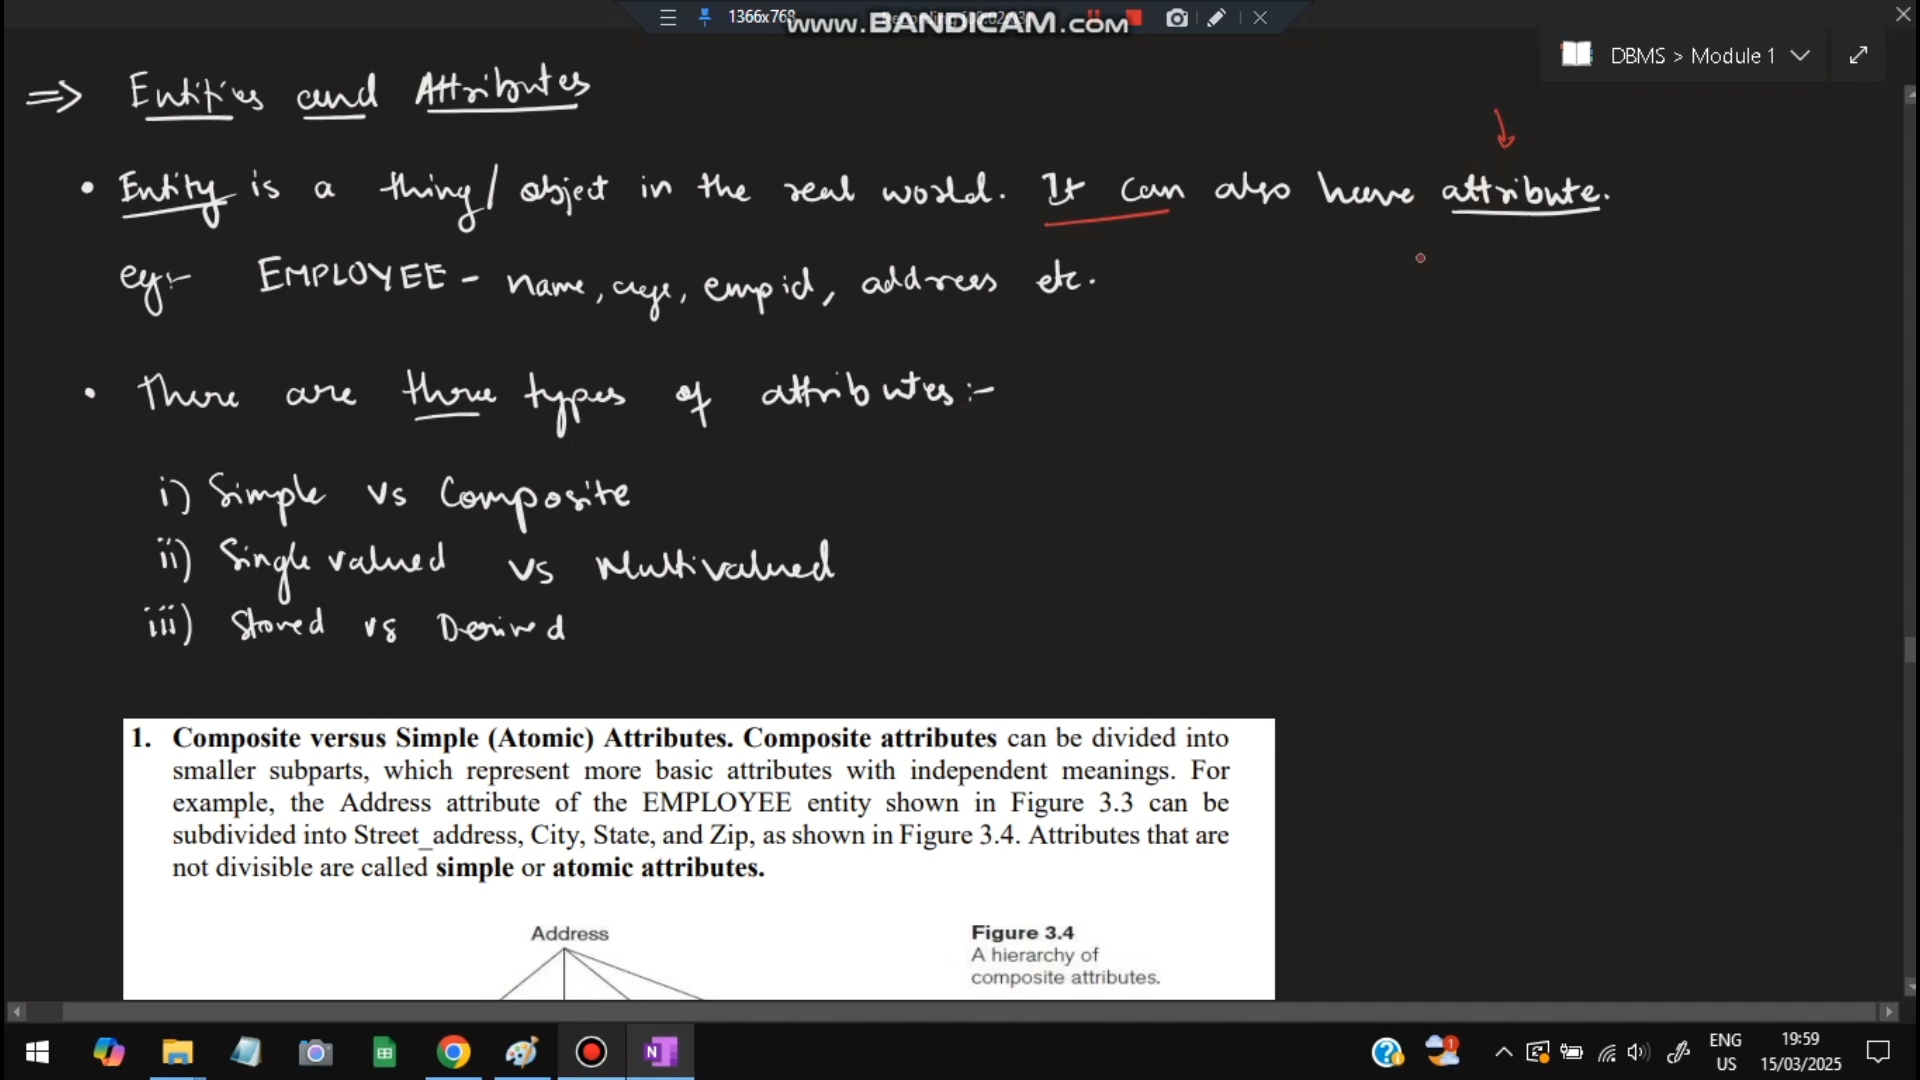 1366x768
www.BANDICAM.com
DBMS > Module 1
⇒ Entities and Attributes
• Entity is a thing/object in the real world. It can also have attribute.
eg:- EMPLOYEE - name, age, empid, address etc.
• There are three types of attributes:-
i) Simple vs Composite
ii) Single valued vs Multivalued
iii) Stored vs Derived
1. Composite versus Simple (Atomic) Attributes. Composite attributes can be divided into
smaller subparts, which represent more basic attributes with independent meanings. For
example, the Address attribute of the EMPLOYEE entity shown in Figure 3.3 can be
subdivided into Street_address, City, State, and Zip, as shown in Figure 3.4. Attributes that are
not divisible are called simple or atomic attributes.
Address
Figure 3.4
A hierarchy of
composite attributes.
ENG
US
19:59
15/03/2025